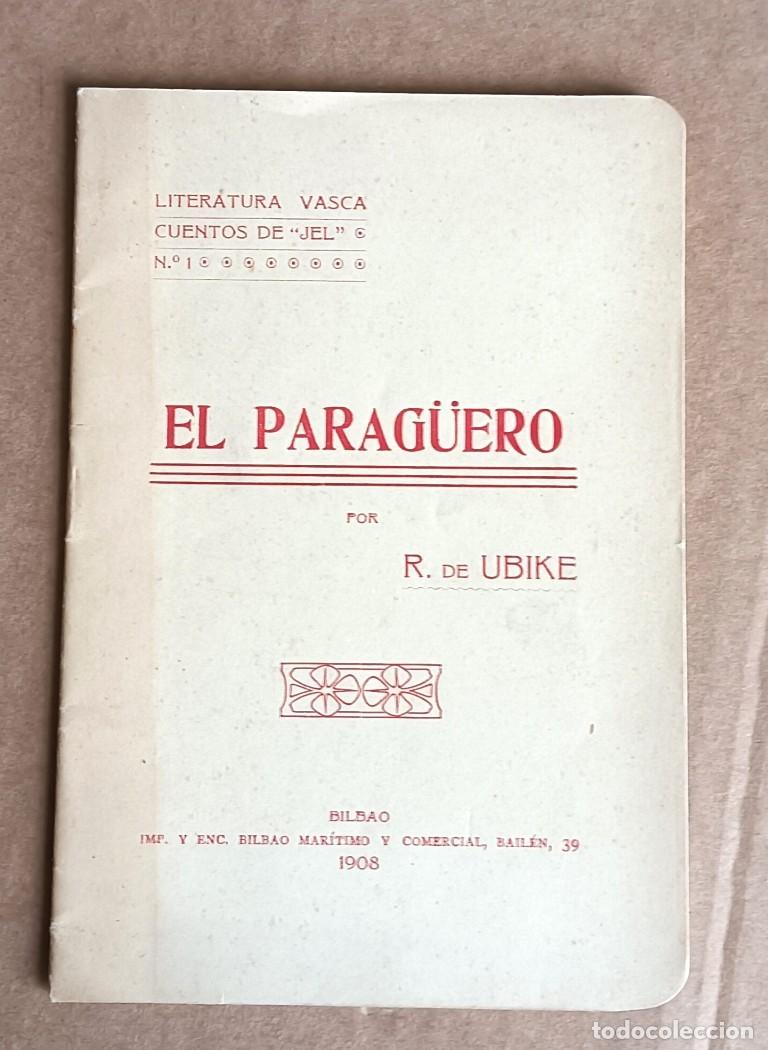 LITERATURA VASCA
CUENTOS DE "JEL"
N.º 1
EL PARAGÜERO
POR
R. DE UBIKE
BILBAO
IMP. Y ENC. BILBAO MARÍTIMO Y COMERCIAL, BAILÉN, 39
1908
todocoleccion